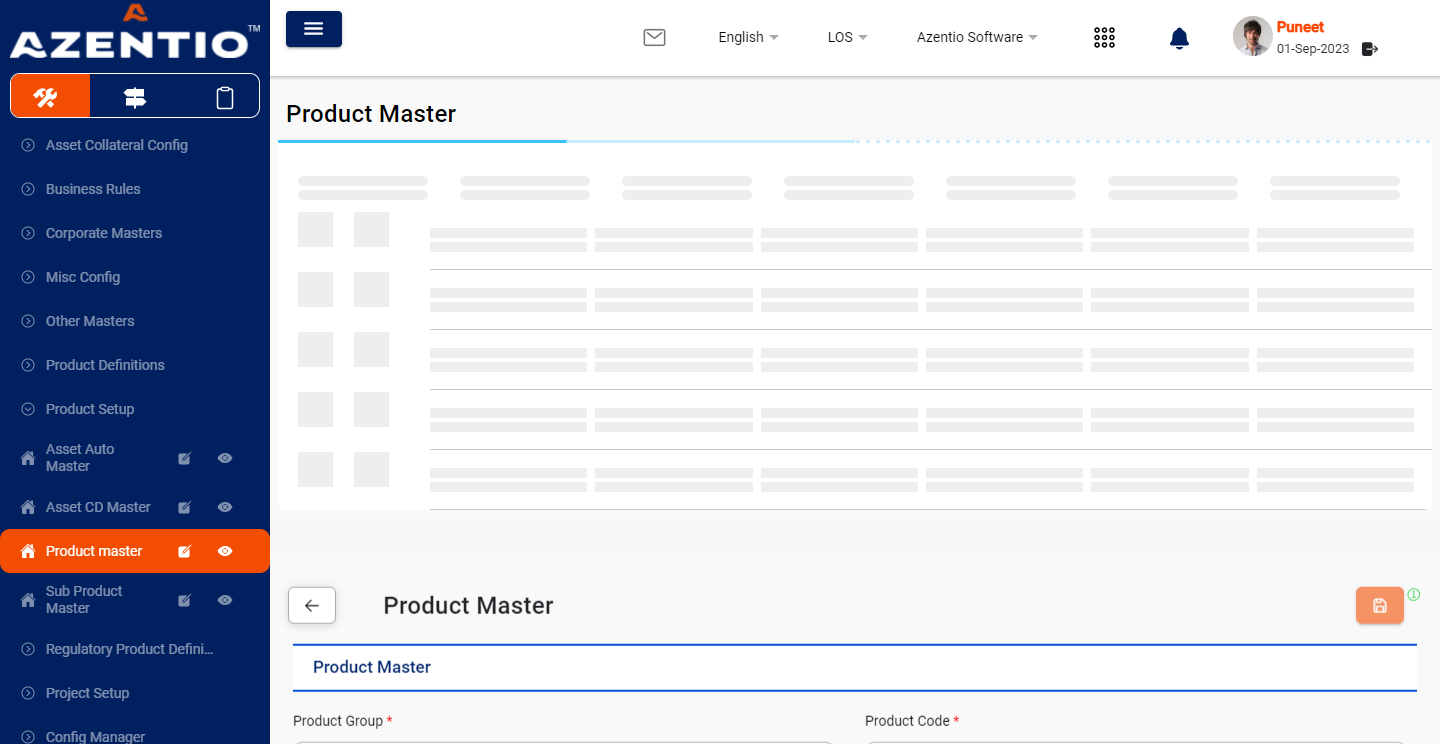 AZENTIO™
English
LOS
Azentio Software
Puneet
01-Sep-2023
Asset Collateral Config
Business Rules
Corporate Masters
Misc Config
Other Masters
Product Definitions
Product Setup
Asset Auto
Master
Asset CD Master
Product master
Sub Product
Master
Regulatory Product Defini...
Project Setup
Config Manager
Product Master
Product Master
Product Master
Product Group *
Product Code *